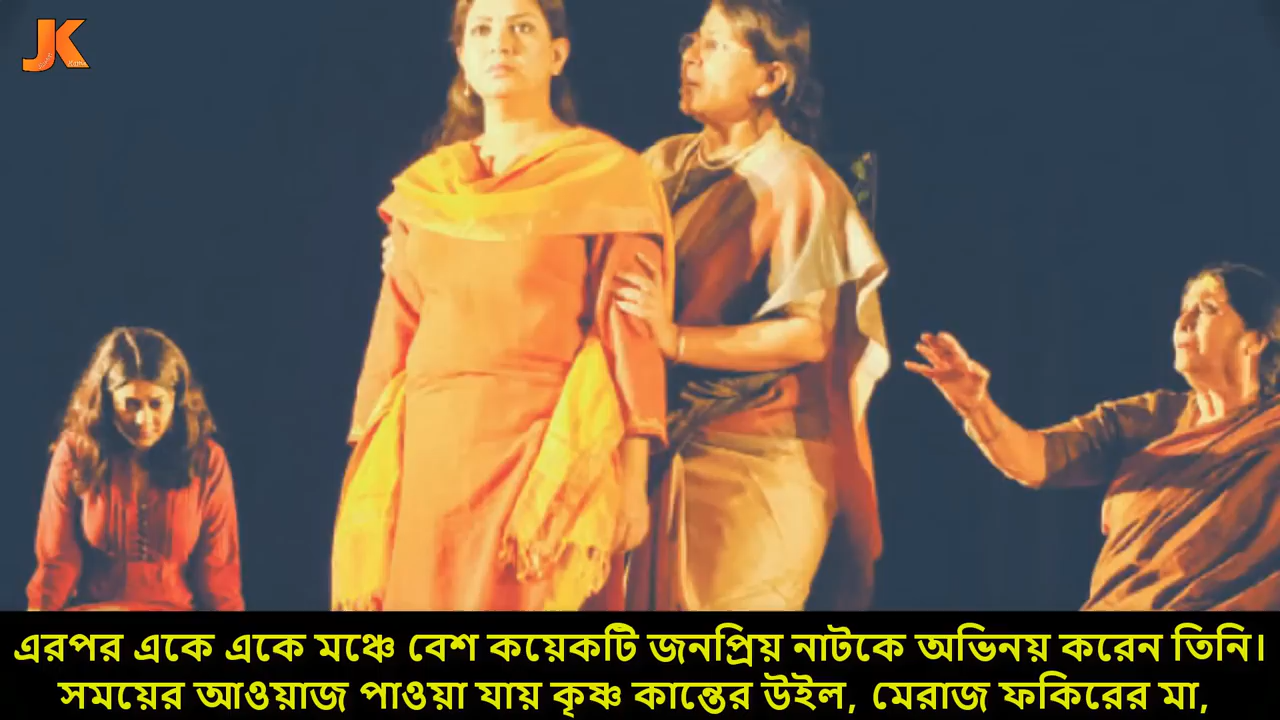 JK
এরপর একে একে মঞ্চে বেশ কয়েকটি জনপ্রিয় নাটকে অভিনয় করেন তিনি।
সময়ের আওয়াজ পাওয়া যায় কৃষ্ণ কান্তের উইল, মেরাজ ফকিরের মা,